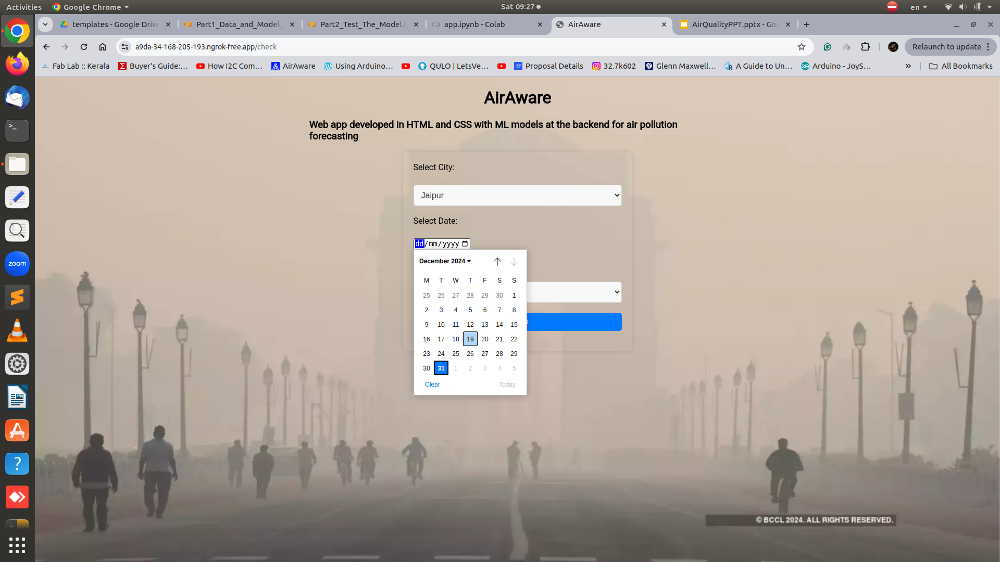 Activities
Google Chrome
Sat 09:27
en
templates - Google Drive
Part1_Data_and_Model_
Part2_Test_The_Model.i
app.ipynb - Colab
AirAware
AirQualityPPT.pptx - Goo
a9da-34-168-205-193.ngrok-free.app/check
Relaunch to update
Fab Lab :: Kerala
Buyer's Guide:...
How I2C Com...
AirAware
Using Arduino...
QULO | LetsVe...
Proposal Details
32.7k602
Glenn Maxwell...
A Guide to Un...
Arduino - JoyS...
All Bookmarks
AirAware
Web app developed in HTML and CSS with ML models at the backend for air pollution
forecasting
Select City:
Jaipur
Select Date:
dd/mm/yyyy
December 2024
M T W T F S S
25 26 27 28 29 30 1
2 3 4 5 6 7 8
9 10 11 12 13 14 15
16 17 18 19 20 21 22
23 24 25 26 27 28 29
30 31 1 2 3 4 5
Clear
Today
zoom
© BCCL 2024. ALL RIGHTS RESERVED.